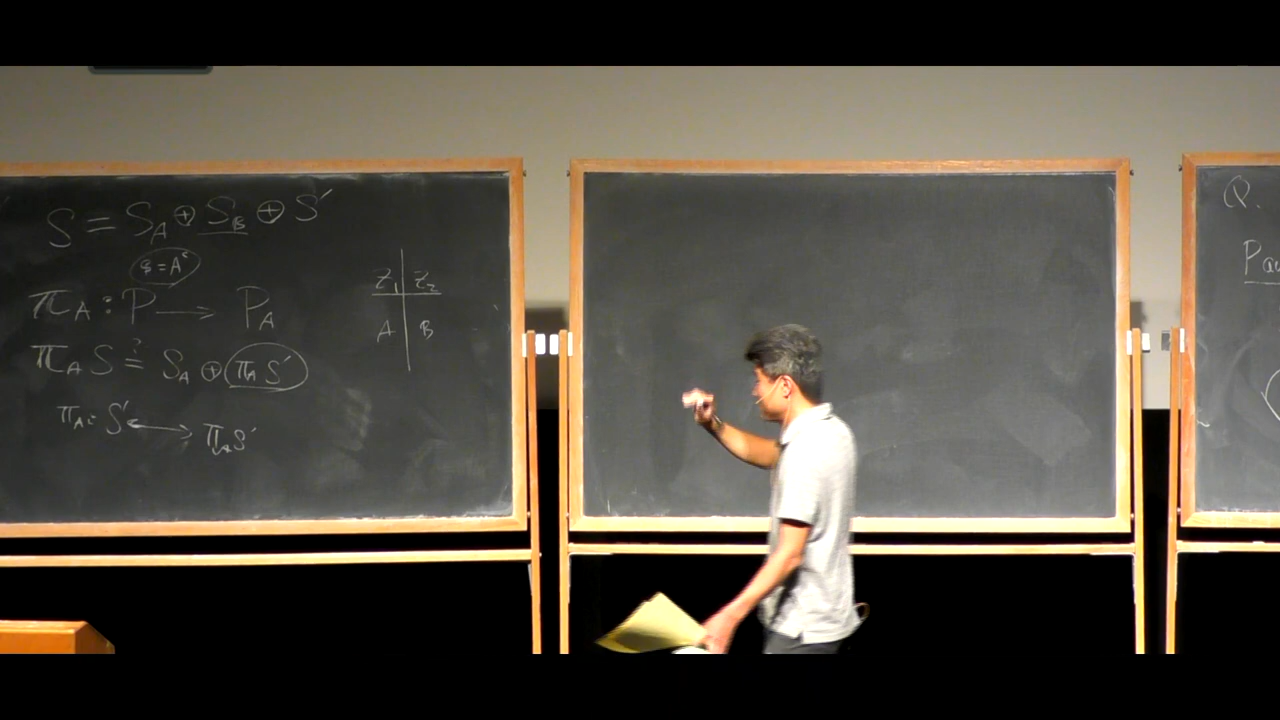 S = S_A ⊕ S_B ⊕ S'
B = A^c
π_A : P → P_A
π_A S ≟ S_A ⊕ π_A S'
π_A : S' ↔ π_A S'
Z_1 | Z_2
A | B
Q.